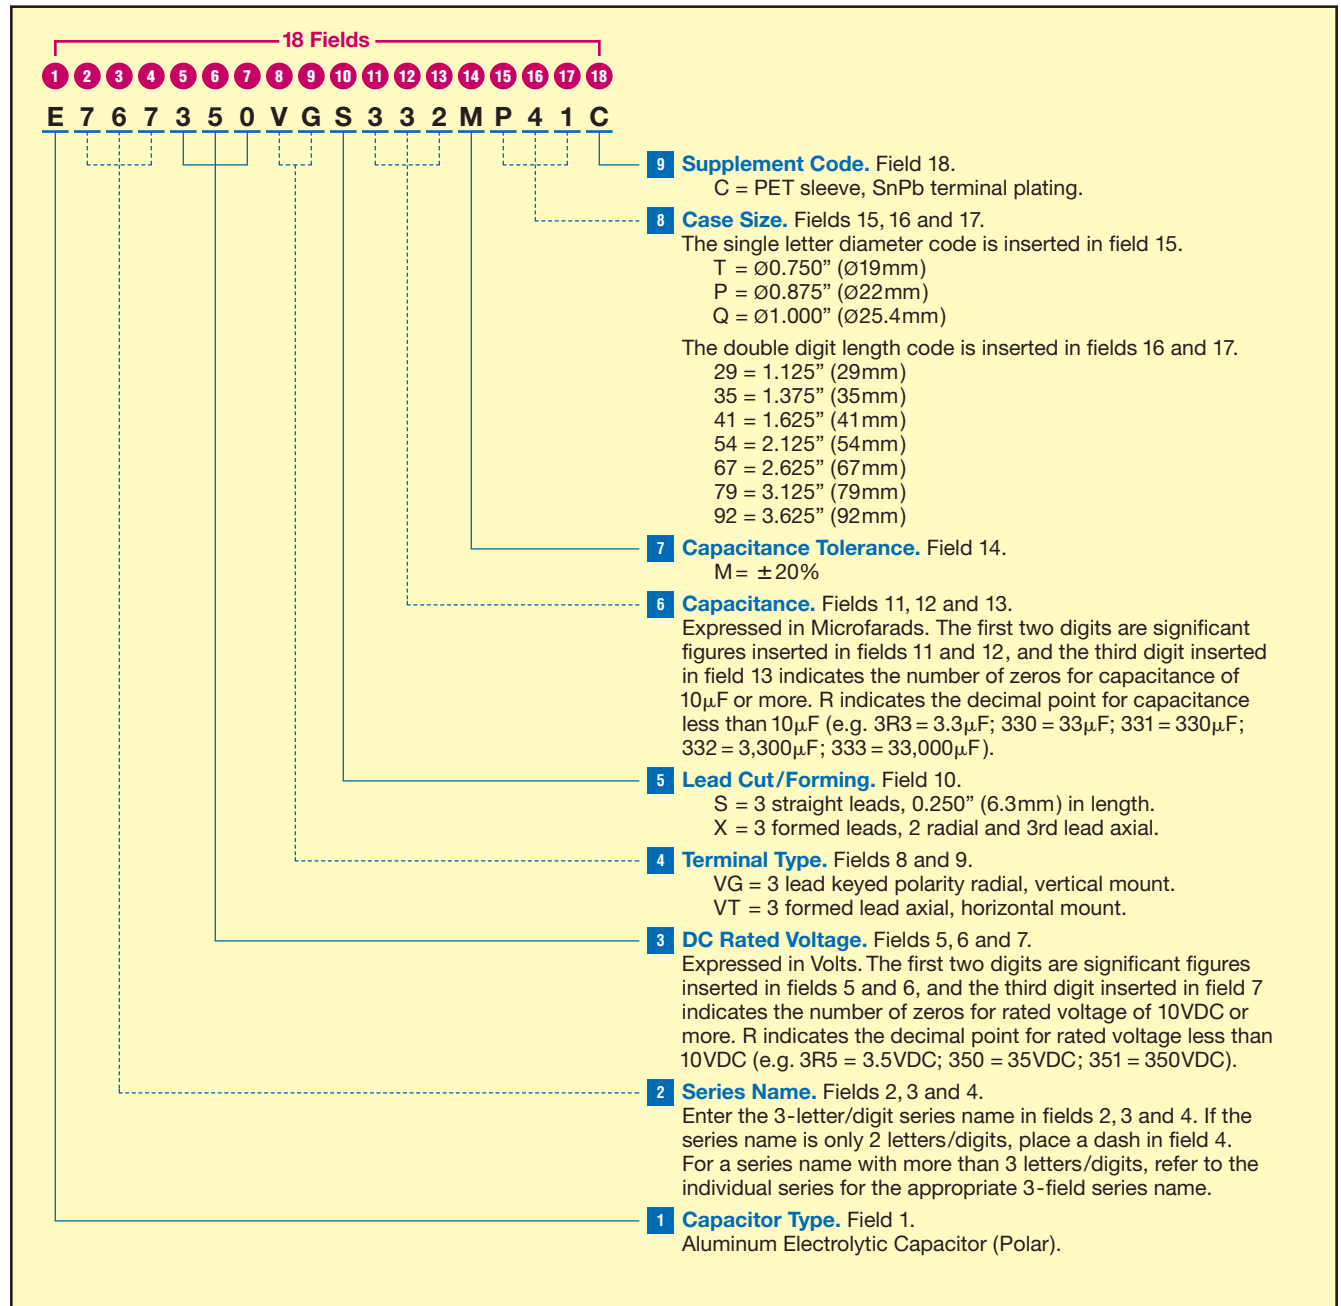 18 Fields
1 2 3 4 5 6 7 8 9 10 11 12 13 14 15 16 17 18
E 7 6 7 3 5 0 V G S 3 3 2 M P 4 1 C
9 Supplement Code. Field 18.
C = PET sleeve, SnPb terminal plating.
8 Case Size. Fields 15, 16 and 17.
The single letter diameter code is inserted in field 15.
T = Ø0.750” (Ø19mm)
P = Ø0.875” (Ø22mm)
Q = Ø1.000” (Ø25.4mm)
The double digit length code is inserted in fields 16 and 17.
29 = 1.125” (29mm)
35 = 1.375” (35mm)
41 = 1.625” (41mm)
54 = 2.125” (54mm)
67 = 2.625” (67mm)
79 = 3.125” (79mm)
92 = 3.625” (92mm)
7 Capacitance Tolerance. Field 14.
M = ±20%
6 Capacitance. Fields 11, 12 and 13.
Expressed in Microfarads. The first two digits are significant
figures inserted in fields 11 and 12, and the third digit inserted
in field 13 indicates the number of zeros for capacitance of
10µF or more. R indicates the decimal point for capacitance
less than 10µF (e.g. 3R3 = 3.3µF; 330 = 33µF; 331 = 330µF;
332 = 3,300µF; 333 = 33,000µF).
5 Lead Cut/Forming. Field 10.
S = 3 straight leads, 0.250” (6.3mm) in length.
X = 3 formed leads, 2 radial and 3rd lead axial.
4 Terminal Type. Fields 8 and 9.
VG = 3 lead keyed polarity radial, vertical mount.
VT = 3 formed lead axial, horizontal mount.
3 DC Rated Voltage. Fields 5, 6 and 7.
Expressed in Volts. The first two digits are significant figures
inserted in fields 5 and 6, and the third digit inserted in field 7
indicates the number of zeros for rated voltage of 10VDC or
more. R indicates the decimal point for rated voltage less than
10VDC (e.g. 3R5 = 3.5VDC; 350 = 35VDC; 351 = 350VDC).
2 Series Name. Fields 2, 3 and 4.
Enter the 3-letter/digit series name in fields 2, 3 and 4. If the
series name is only 2 letters/digits, place a dash in field 4.
For a series name with more than 3 letters/digits, refer to the
individual series for the appropriate 3-field series name.
1 Capacitor Type. Field 1.
Aluminum Electrolytic Capacitor (Polar).